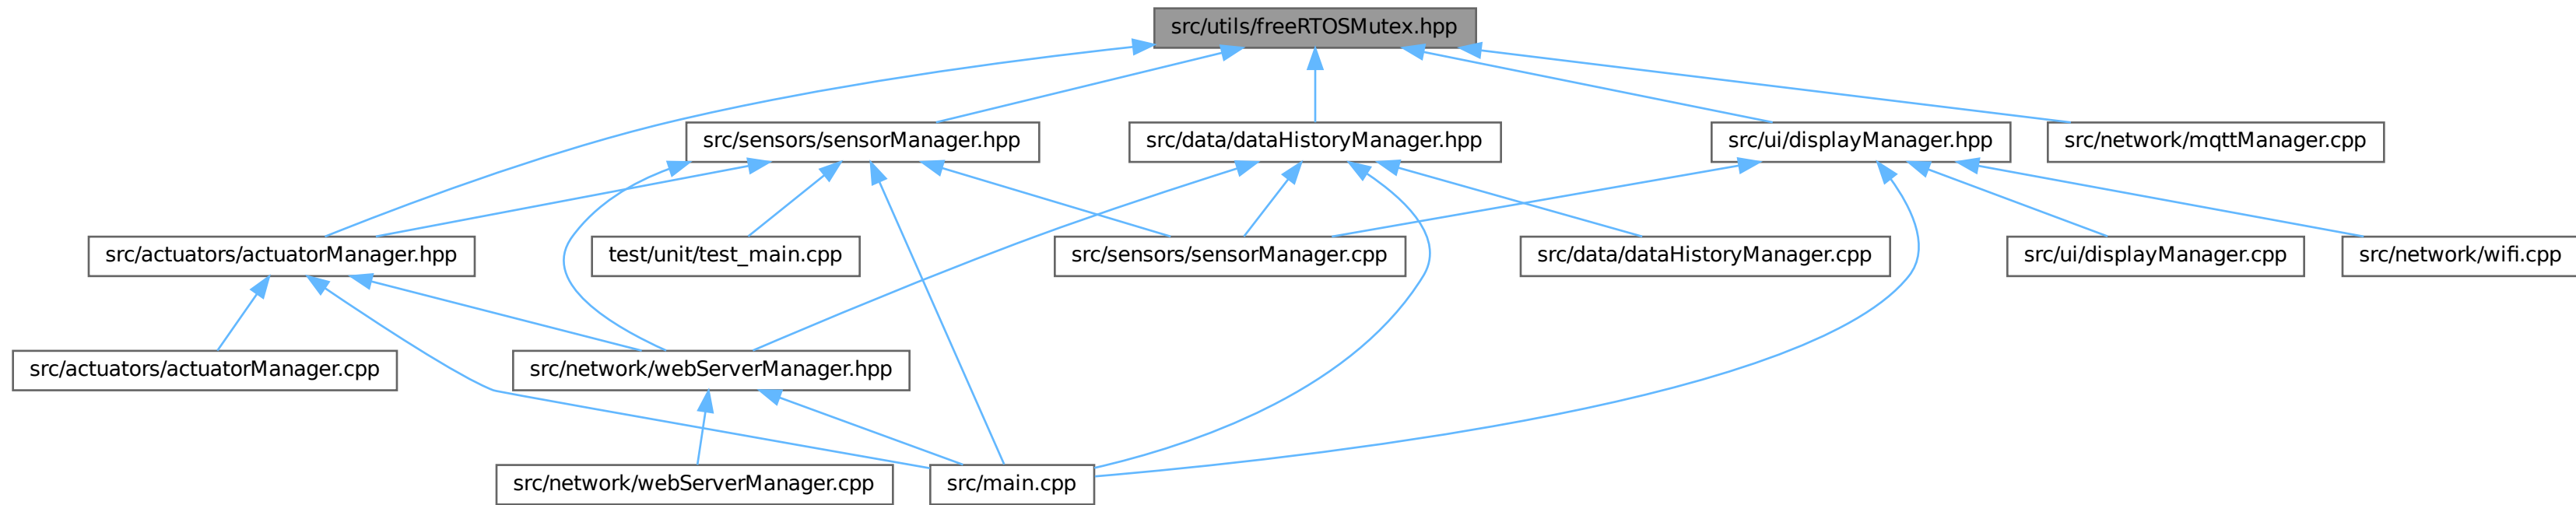 src/utils/freeRTOSMutex.hpp
src/sensors/sensorManager.hpp
src/data/dataHistoryManager.hpp
src/ui/displayManager.hpp
src/network/mqttManager.cpp
src/actuators/actuatorManager.hpp
test/unit/test_main.cpp
src/sensors/sensorManager.cpp
src/data/dataHistoryManager.cpp
src/ui/displayManager.cpp
src/network/wifi.cpp
src/actuators/actuatorManager.cpp
src/network/webServerManager.hpp
src/network/webServerManager.cpp
src/main.cpp